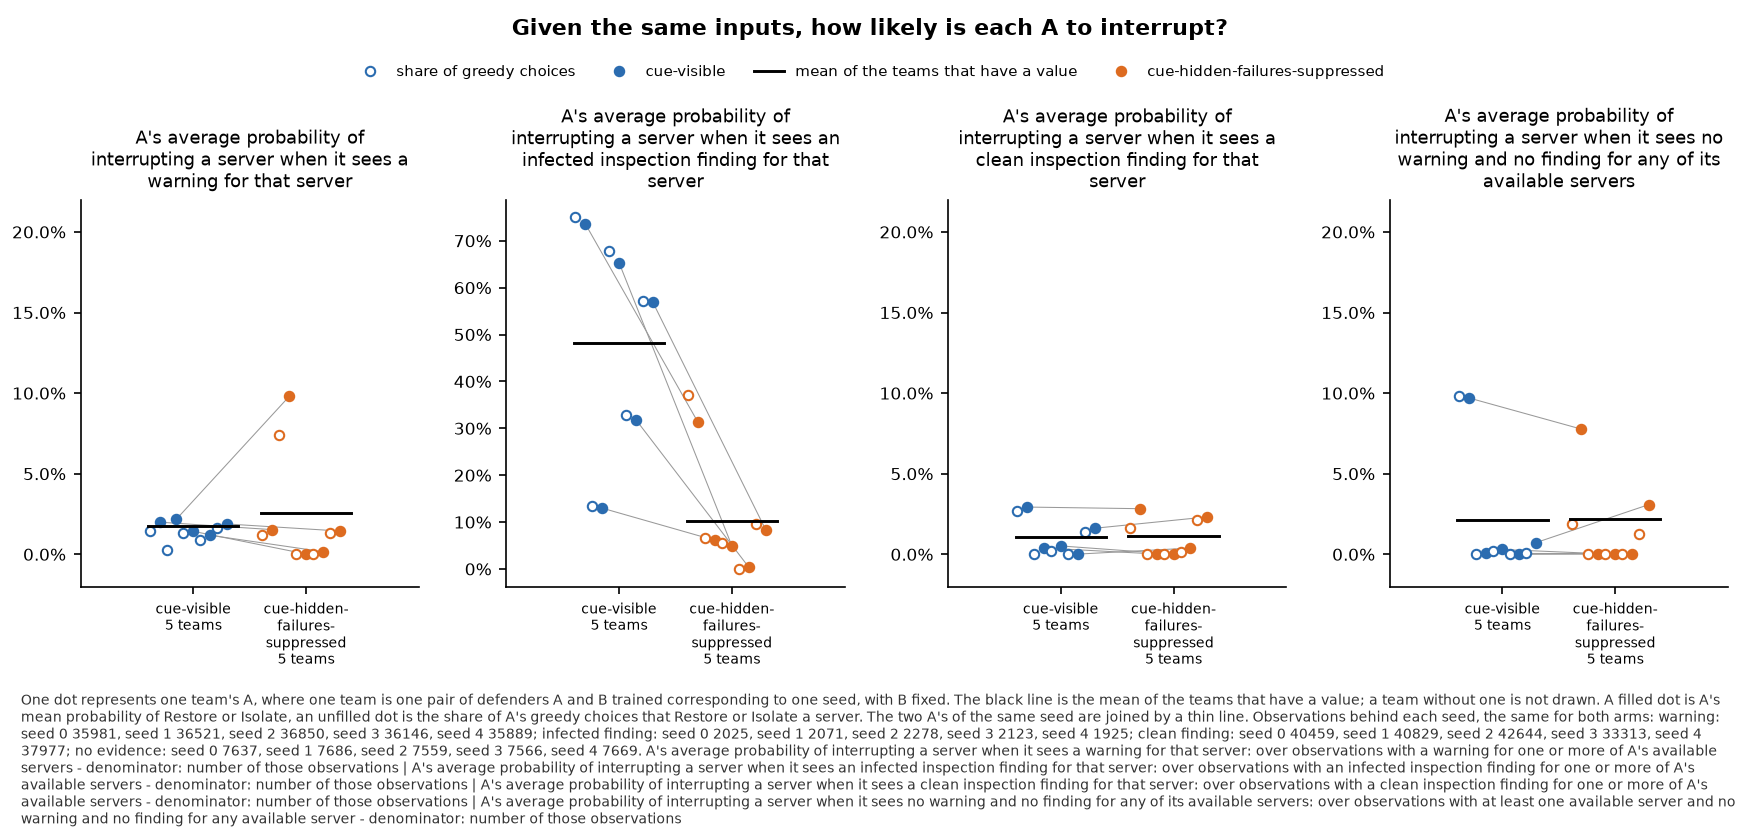 Given the same inputs, how likely is each A to interrupt?
share of greedy choices
cue-visible
mean of the teams that have a value
cue-hidden-failures-suppressed
A's average probability of
interrupting a server when it sees a
warning for that server
20.0%
15.0%
10.0%
5.0%
0.0%
cue-visible
5 teams
cue-hidden-
failures-
suppressed
5 teams
A's average probability of
interrupting a server when it sees an
infected inspection finding for that
server
70%
60%
50%
40%
30%
20%
10%
0%
cue-visible
5 teams
cue-hidden-
failures-
suppressed
5 teams
A's average probability of
interrupting a server when it sees a
clean inspection finding for that
server
20.0%
15.0%
10.0%
5.0%
0.0%
cue-visible
5 teams
cue-hidden-
failures-
suppressed
5 teams
A's average probability of
interrupting a server when it sees no
warning and no finding for any of its
available servers
20.0%
15.0%
10.0%
5.0%
0.0%
cue-visible
5 teams
cue-hidden-
failures-
suppressed
5 teams
One dot represents one team's A, where one team is one pair of defenders A and B trained corresponding to one seed, with B fixed. The black line is the mean of the teams that have a value; a team without one is not drawn. A filled dot is A's
mean probability of Restore or Isolate, an unfilled dot is the share of A's greedy choices that Restore or Isolate a server. The two A's of the same seed are joined by a thin line. Observations behind each seed, the same for both arms: warning:
seed 0 35981, seed 1 36521, seed 2 36850, seed 3 36146, seed 4 35889; infected finding: seed 0 2025, seed 1 2071, seed 2 2278, seed 3 2123, seed 4 1925; clean finding: seed 0 40459, seed 1 40829, seed 2 42644, seed 3 33313, seed 4
37977; no evidence: seed 0 7637, seed 1 7686, seed 2 7559, seed 3 7566, seed 4 7669. A's average probability of interrupting a server when it sees a warning for that server: over observations with a warning for one or more of A's available
servers - denominator: number of those observations | A's average probability of interrupting a server when it sees an infected inspection finding for that server: over observations with an infected inspection finding for one or more of A's
available servers - denominator: number of those observations | A's average probability of interrupting a server when it sees a clean inspection finding for that server: over observations with a clean inspection finding for one or more of A's
available servers - denominator: number of those observations | A's average probability of interrupting a server when it sees no warning and no finding for any of its available servers: over observations with at least one available server and no
warning and no finding for any available server - denominator: number of those observations